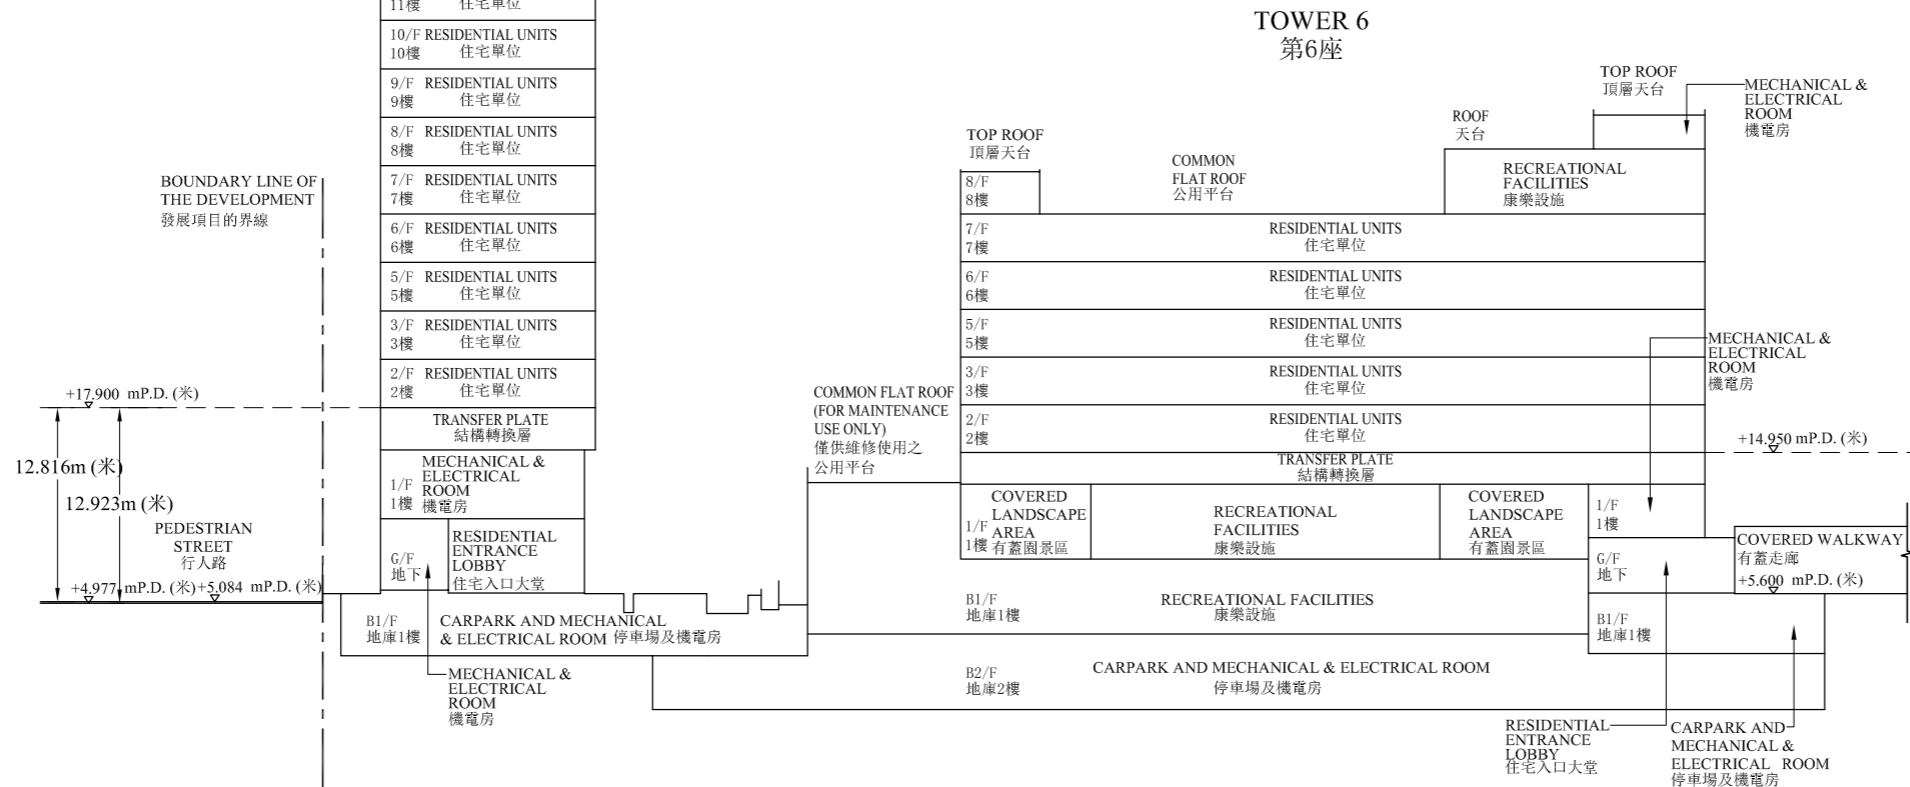 11樓 住宅單位
10/F RESIDENTIAL UNITS
10樓 住宅單位
9/F RESIDENTIAL UNITS
9樓 住宅單位
8/F RESIDENTIAL UNITS
8樓 住宅單位
7/F RESIDENTIAL UNITS
7樓 住宅單位
6/F RESIDENTIAL UNITS
6樓 住宅單位
5/F RESIDENTIAL UNITS
5樓 住宅單位
3/F RESIDENTIAL UNITS
3樓 住宅單位
2/F RESIDENTIAL UNITS
2樓 住宅單位
TRANSFER PLATE
結構轉換層
1/F
1樓
MECHANICAL &
ELECTRICAL
ROOM
機電房
G/F
地下
RESIDENTIAL
ENTRANCE
LOBBY
住宅入口大堂
B1/F
地庫1樓
CARPARK AND MECHANICAL
& ELECTRICAL ROOM 停車場及機電房
MECHANICAL &
ELECTRICAL
ROOM
機電房
BOUNDARY LINE OF
THE DEVELOPMENT
發展項目的界線
+17.900 mP.D. (米)
12.816m (米)
12.923m (米)
PEDESTRIAN
STREET
行人路
+4.977 mP.D. (米)
+5.084 mP.D. (米)
TOWER 6
第6座
TOP ROOF
頂層天台
MECHANICAL &
ELECTRICAL
ROOM
機電房
ROOF
天台
TOP ROOF
頂層天台
COMMON
FLAT ROOF
公用平台
RECREATIONAL
FACILITIES
康樂設施
8/F
8樓
7/F RESIDENTIAL UNITS
7樓 住宅單位
6/F RESIDENTIAL UNITS
6樓 住宅單位
5/F RESIDENTIAL UNITS
5樓 住宅單位
3/F RESIDENTIAL UNITS
3樓 住宅單位
2/F RESIDENTIAL UNITS
2樓 住宅單位
MECHANICAL &
ELECTRICAL
ROOM
機電房
COMMON FLAT ROOF
(FOR MAINTENANCE
USE ONLY)
僅供維修使用之
公用平台
+14.950 mP.D. (米)
TRANSFER PLATE
結構轉換層
1/F
1樓
COVERED
LANDSCAPE
AREA
有蓋園景區
RECREATIONAL
FACILITIES
康樂設施
COVERED
LANDSCAPE
AREA
有蓋園景區
1/F
1樓
G/F
地下
COVERED WALKWAY
有蓋走廊
+5.600 mP.D. (米)
B1/F
地庫1樓
RECREATIONAL FACILITIES
康樂設施
B1/F
地庫1樓
B2/F
地庫2樓
CARPARK AND MECHANICAL & ELECTRICAL ROOM
停車場及機電房
RESIDENTIAL
ENTRANCE
LOBBY
住宅入口大堂
CARPARK AND
MECHANICAL &
ELECTRICAL ROOM
停車場及機電房